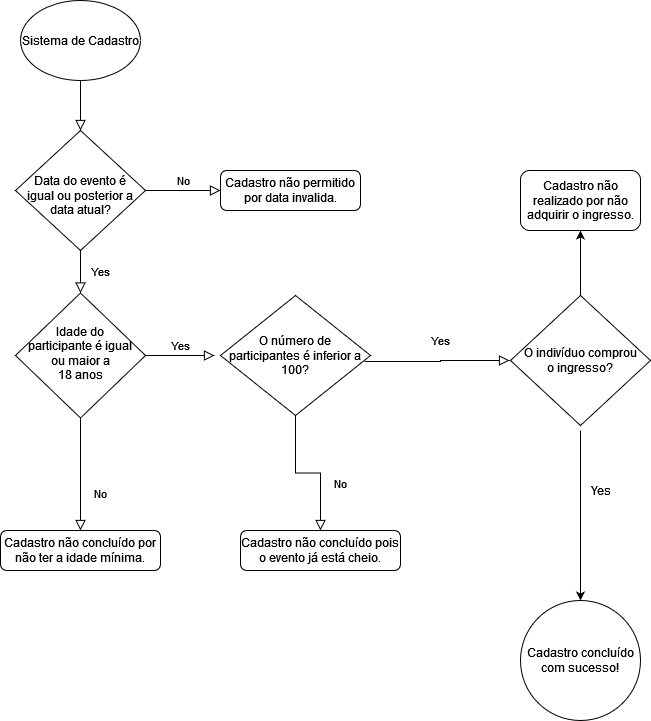 Sistema de Cadastro
Data do evento é
igual ou posterior a
data atual?
No
Cadastro não permitido
por data invalida.
Yes
Idade do
participante é igual
ou maior a
18 anos
Yes
No
Cadastro não concluído por
não ter a idade mínima.
O número de
participantes é inferior a
100?
Yes
No
Cadastro não concluído pois
o evento já está cheio.
O indivíduo comprou
o ingresso?
Cadastro não
realizado por não
adquirir o ingresso.
Yes
Cadastro concluído
com sucesso!